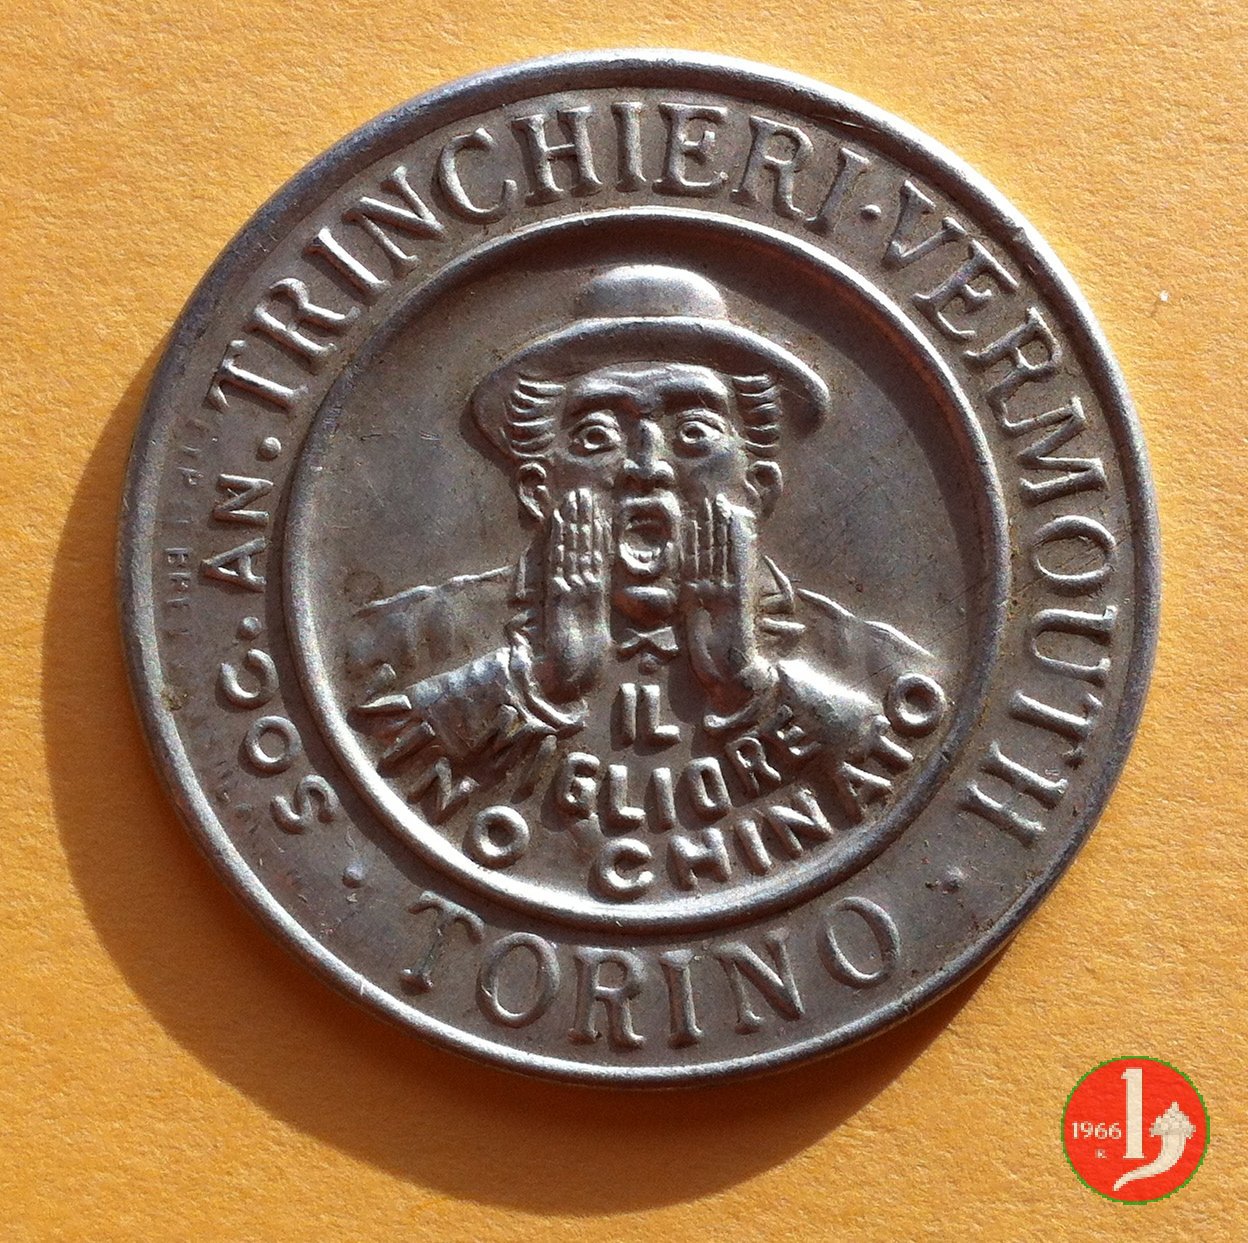 SOC. AN. TRINCHIERI · VERMOUTH
· TORINO ·
IL
MIGLIORE
VINO CHINATO
1966